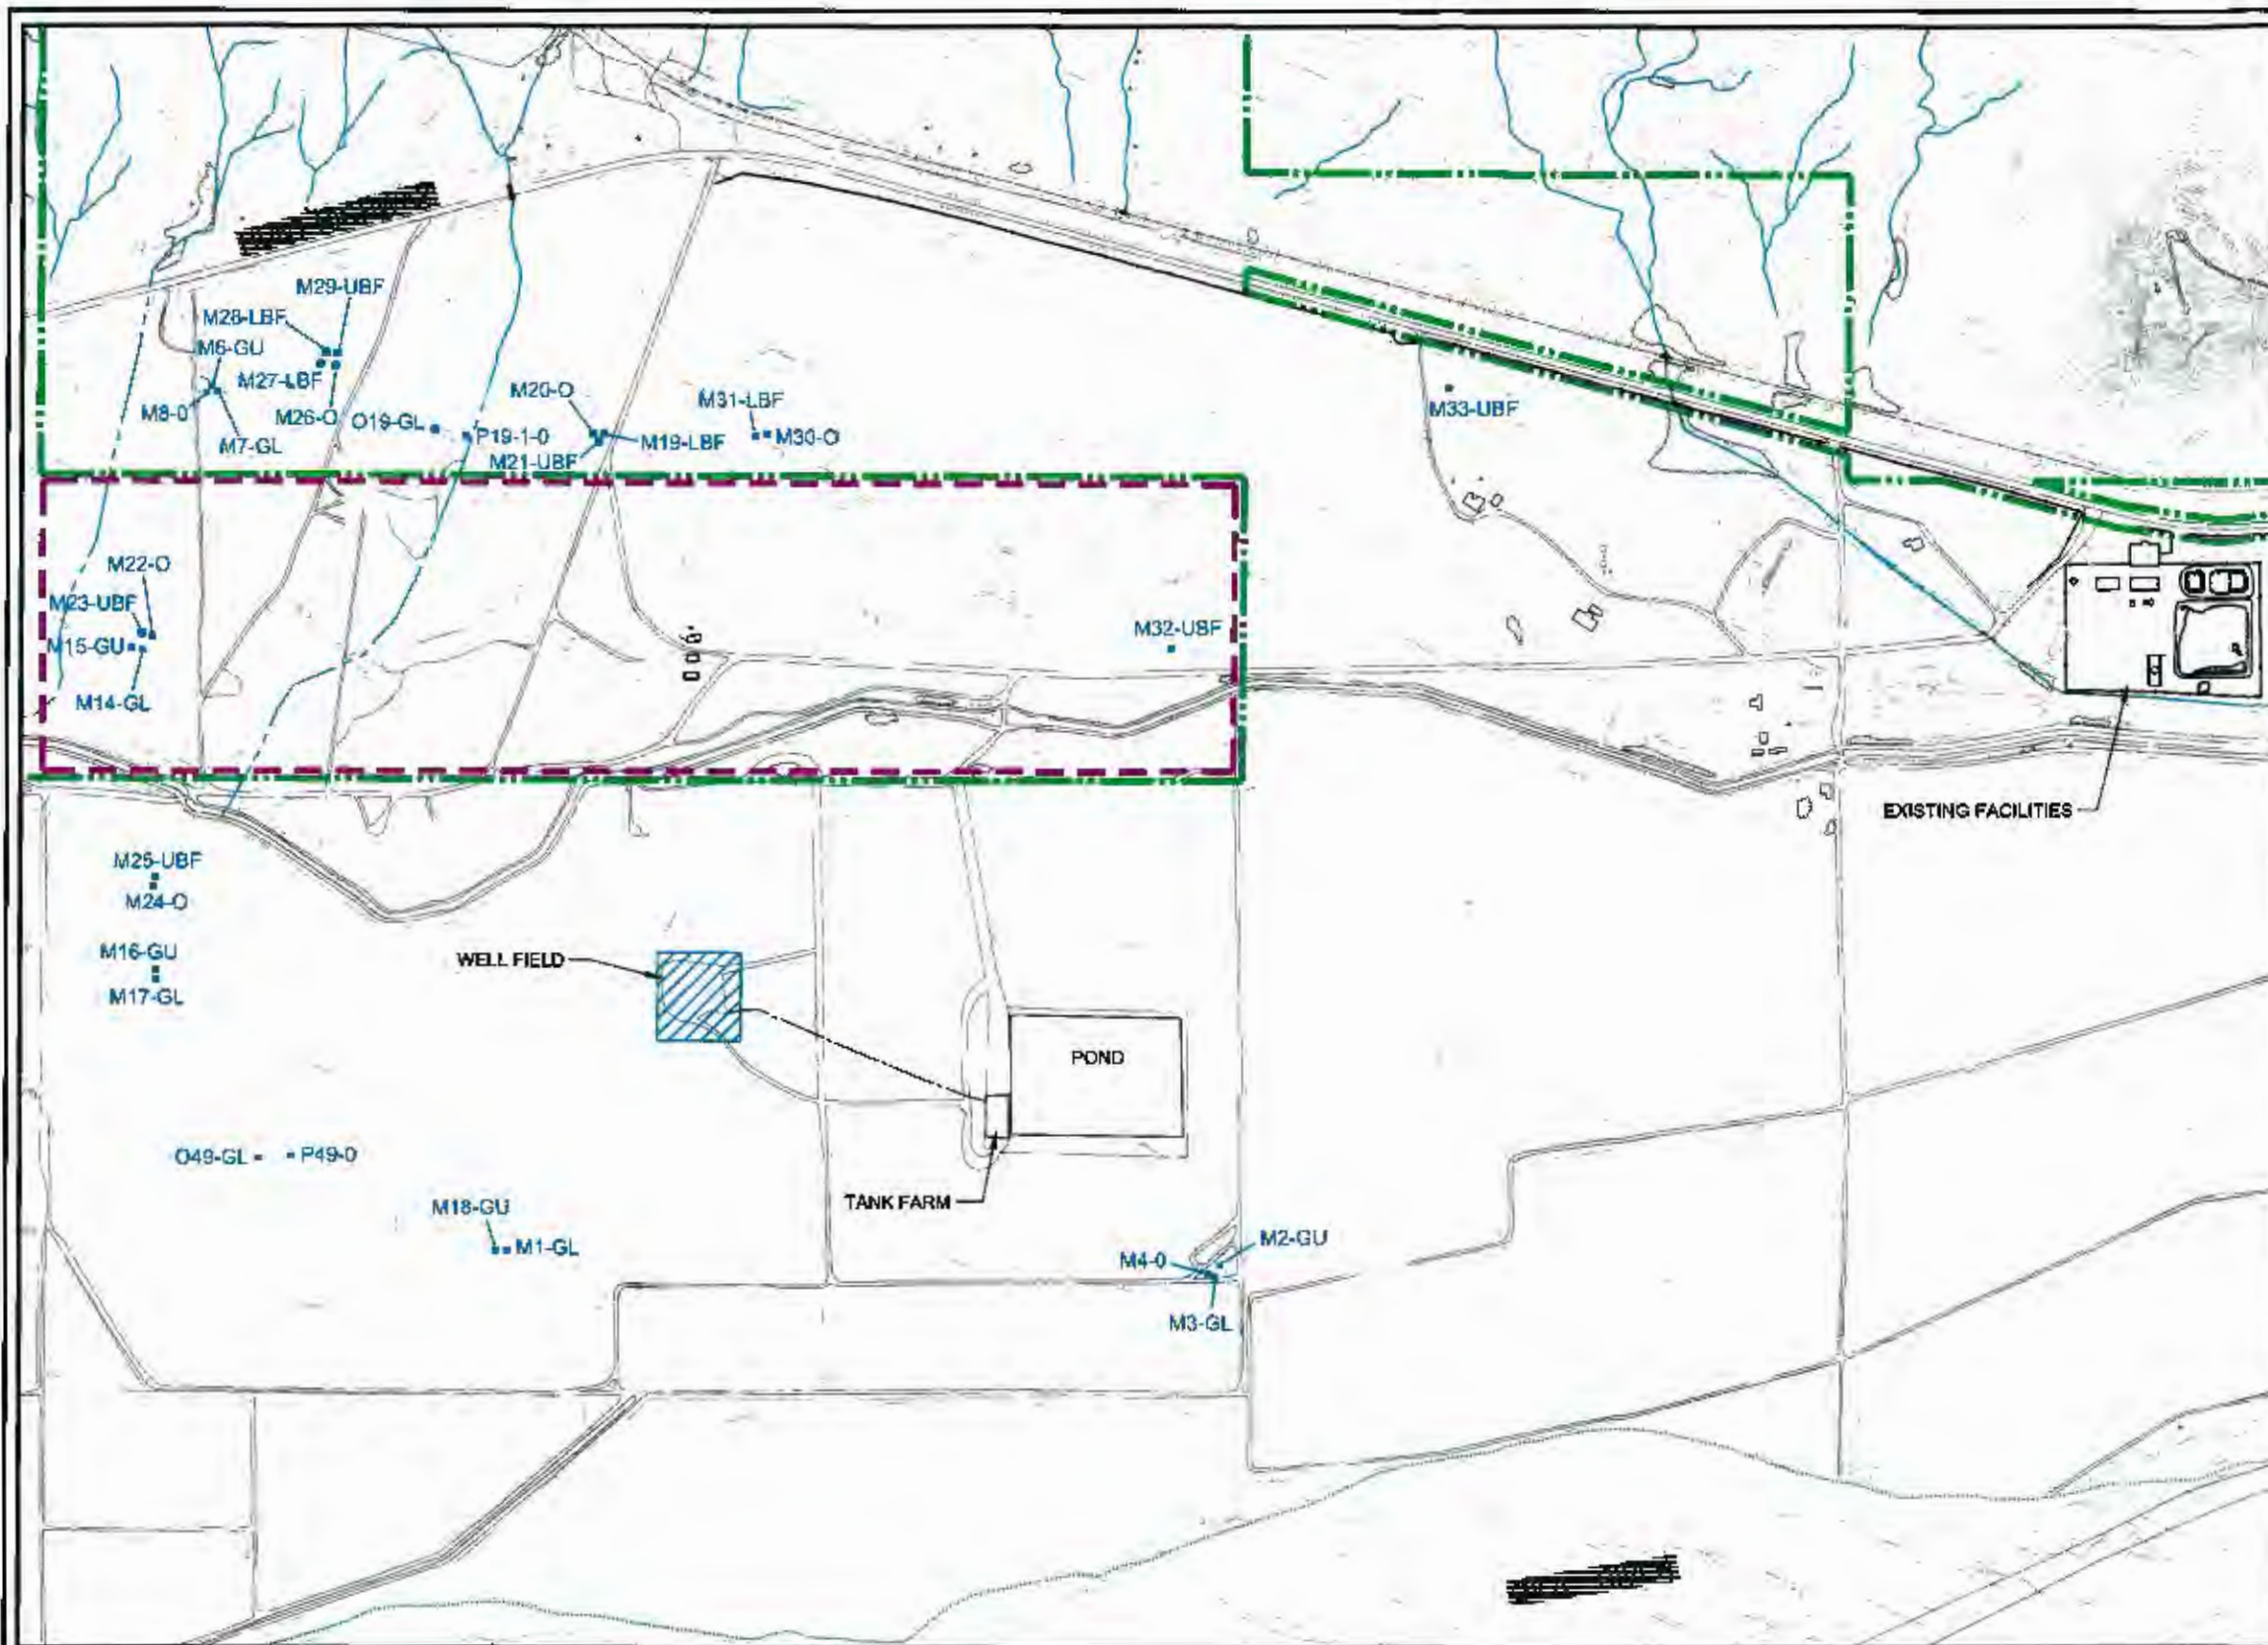 M29-UBF
M28-LBF
M6-GU
M27-LBF
M8-0
M26-O
O19-GL
M7-GL
P19-1-0
M20-O
M21-UBF
M19-LBF
M31-LBF
M30-O
M33-UBF
M22-O
M23-UBF
M15-GU
M14-GL
M32-UBF
EXISTING FACILITIES
M25-UBF
M24-O
M16-GU
M17-GL
WELL FIELD
POND
O49-GL
P49-0
TANK FARM
M18-GU
M1-GL
M2-GU
M4-0
M3-GL